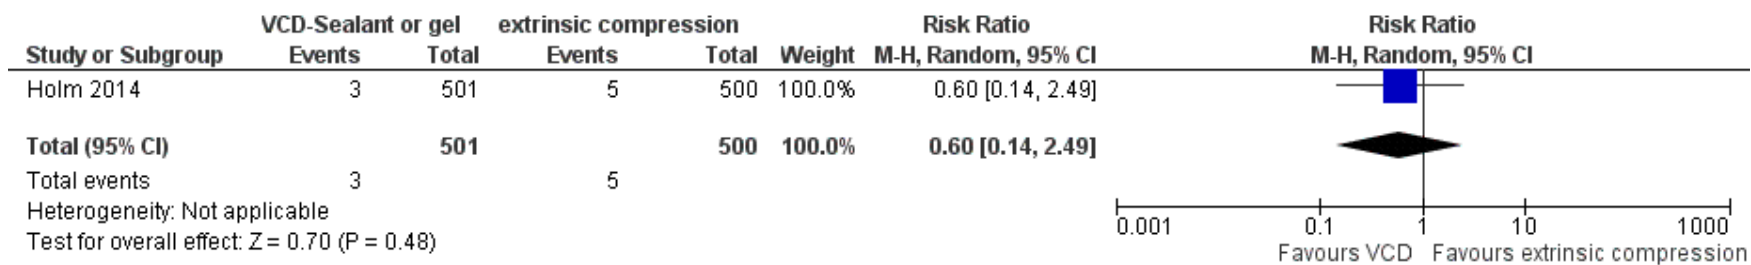 VCD-Sealant or gel extrinsic compression Risk Ratio Risk Ratio
Study or Subgroup Events Total Events Total Weight M-H, Random, 95% CI M-H, Random, 95% CI
Holm 2014 3 501 5 500 100.0% 0.60 [0.14, 2.49]
Total (95% CI) 501 500 100.0% 0.60 [0.14, 2.49]
Total events 3 5
Heterogeneity: Not applicable
Test for overall effect: Z = 0.70 (P = 0.48)
0.001 0.1 1 10 1000
Favours VCD Favours extrinsic compression